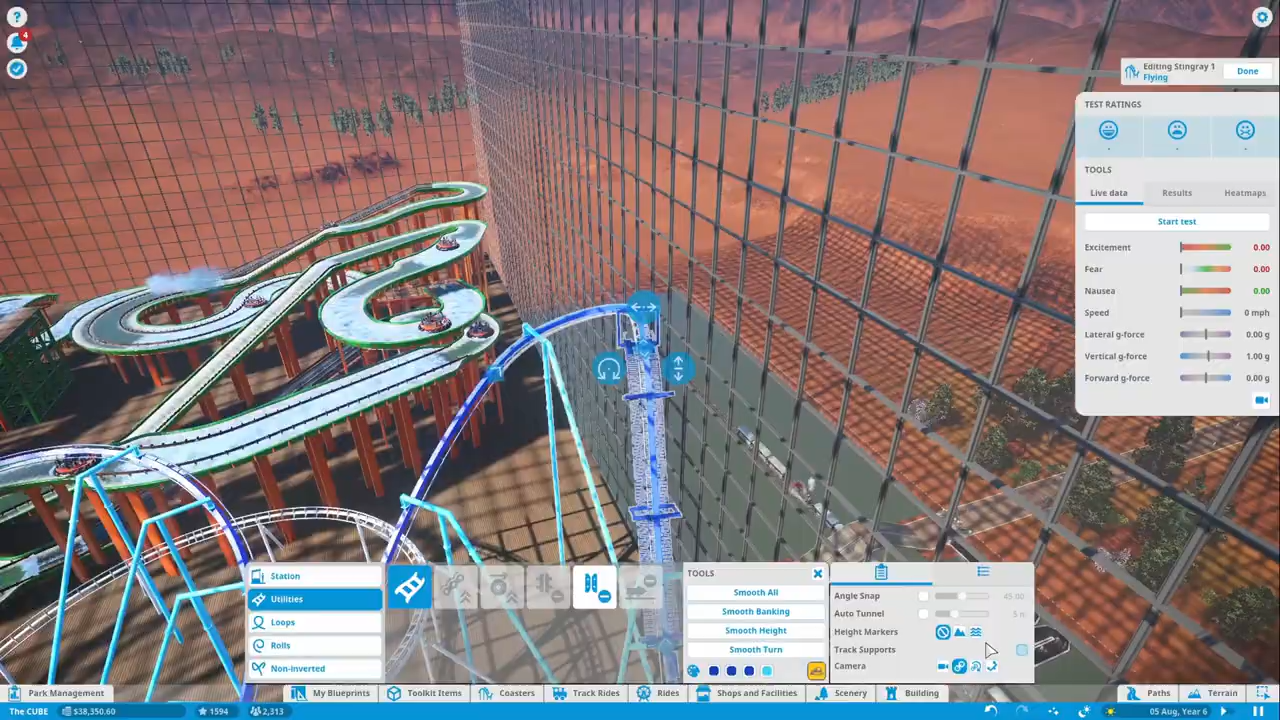 ?
4
Editing Stingray 1
Flying
Done
TEST RATINGS
-
-
-
TOOLS
Live data
Results
Heatmaps
Start test
Excitement 0.00
Fear 0.00
Nausea 0.00
Speed 0 mph
Lateral g-force 0.00 g
Vertical g-force 1.00 g
Forward g-force 0.00 g
Station
Utilities
Loops
Rolls
Non-inverted
TOOLS
Smooth All
Smooth Banking
Smooth Height
Smooth Turn
Angle Snap 45.00
Auto Tunnel
Height Markers
Track Supports
Camera
Park Management
My Blueprints
Toolkit Items
Coasters
Track Rides
Rides
Shops and Facilities
Scenery
Building
Paths
Terrain
The CUBE
$38,350.60
1594
2,313
05 Aug, Year 6